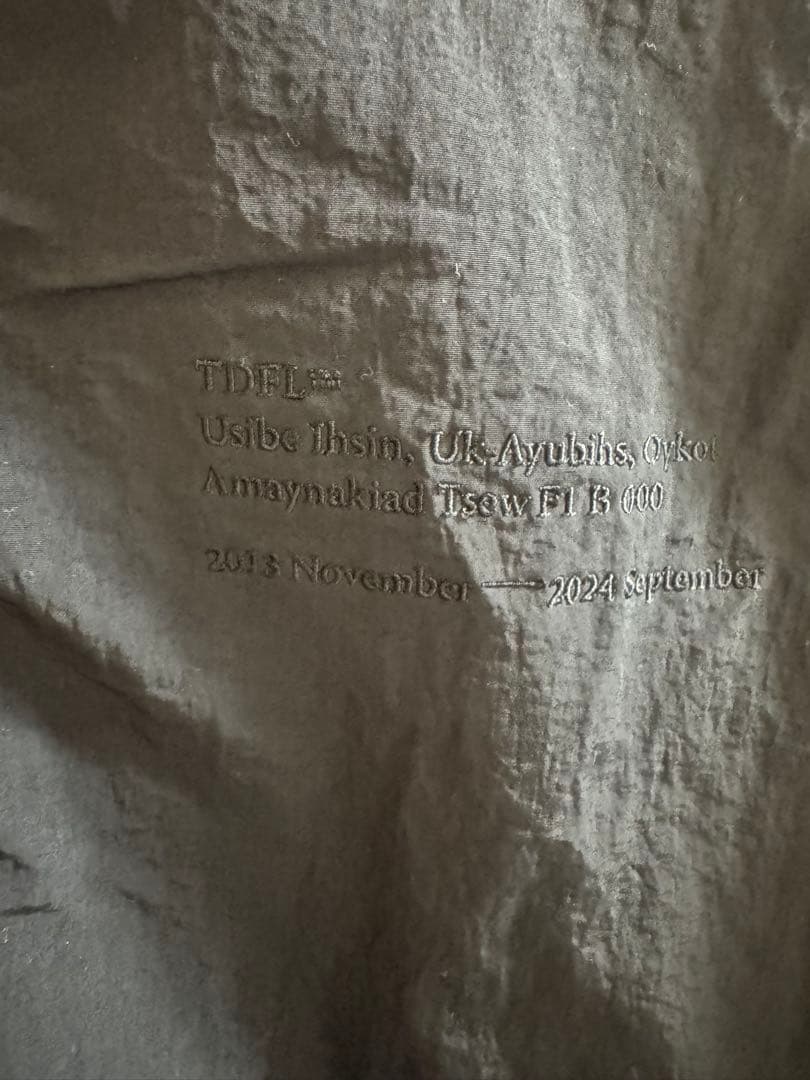 TDFL™
Usibe Ihsin, Uk-Ayubihs, Oykot
Amaynakiad Tsew F1 B 000
2013 November — 2024 September